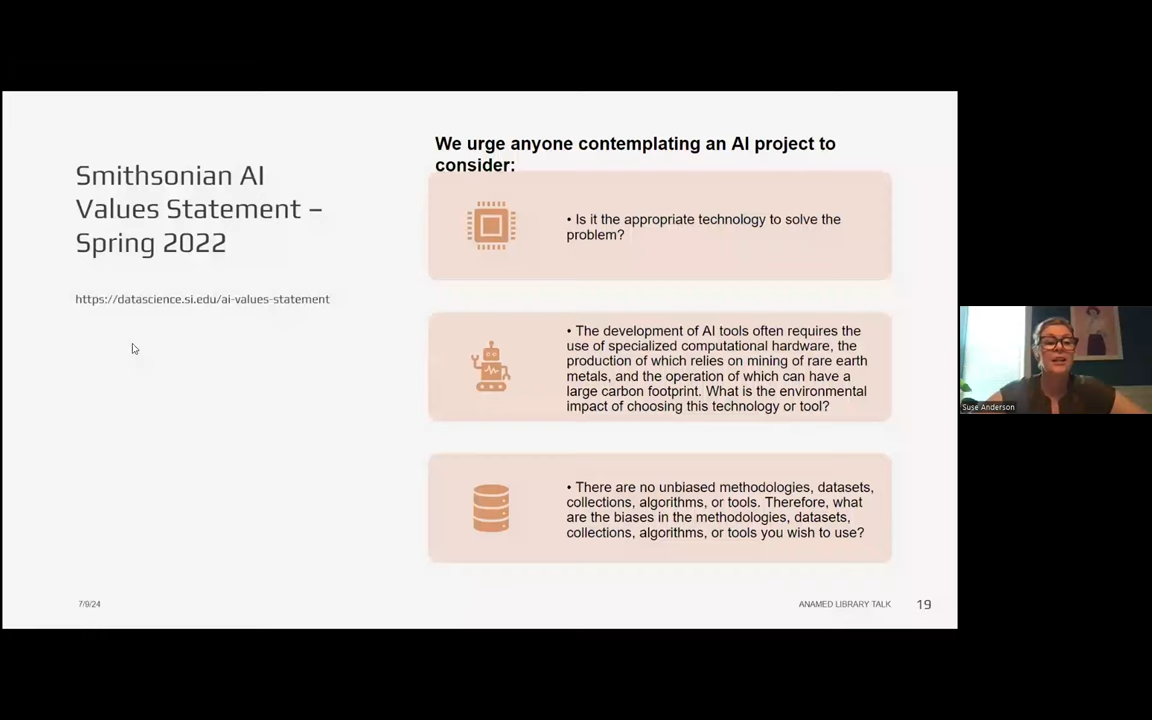 Smithsonian AI
Values Statement –
Spring 2022
https://datascience.si.edu/ai-values-statement
We urge anyone contemplating an AI project to
consider:
• Is it the appropriate technology to solve the
problem?
• The development of AI tools often requires the
use of specialized computational hardware, the
production of which relies on mining of rare earth
metals, and the operation of which can have a
large carbon footprint. What is the environmental
impact of choosing this technology or tool?
• There are no unbiased methodologies, datasets,
collections, algorithms, or tools. Therefore, what
are the biases in the methodologies, datasets,
collections, algorithms, or tools you wish to use?
7/9/24
ANAMED LIBRARY TALK
19
Suse Anderson